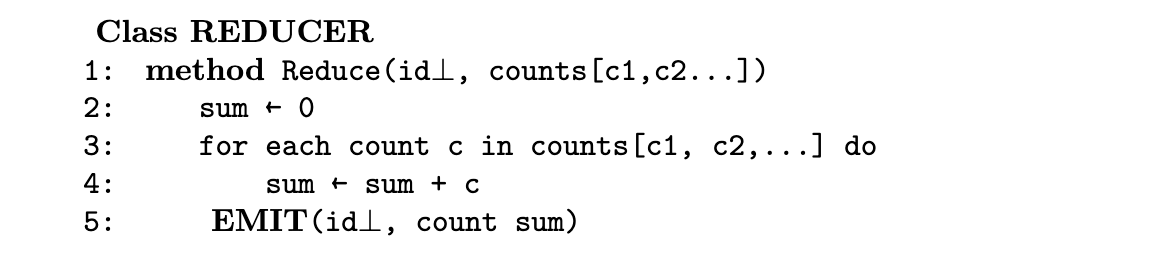 Class REDUCER
1: method Reduce(id⊥, counts[c1,c2...])
2: sum ← 0
3: for each count c in counts[c1, c2,...] do
4: sum ← sum + c
5: EMIT(id⊥, count sum)